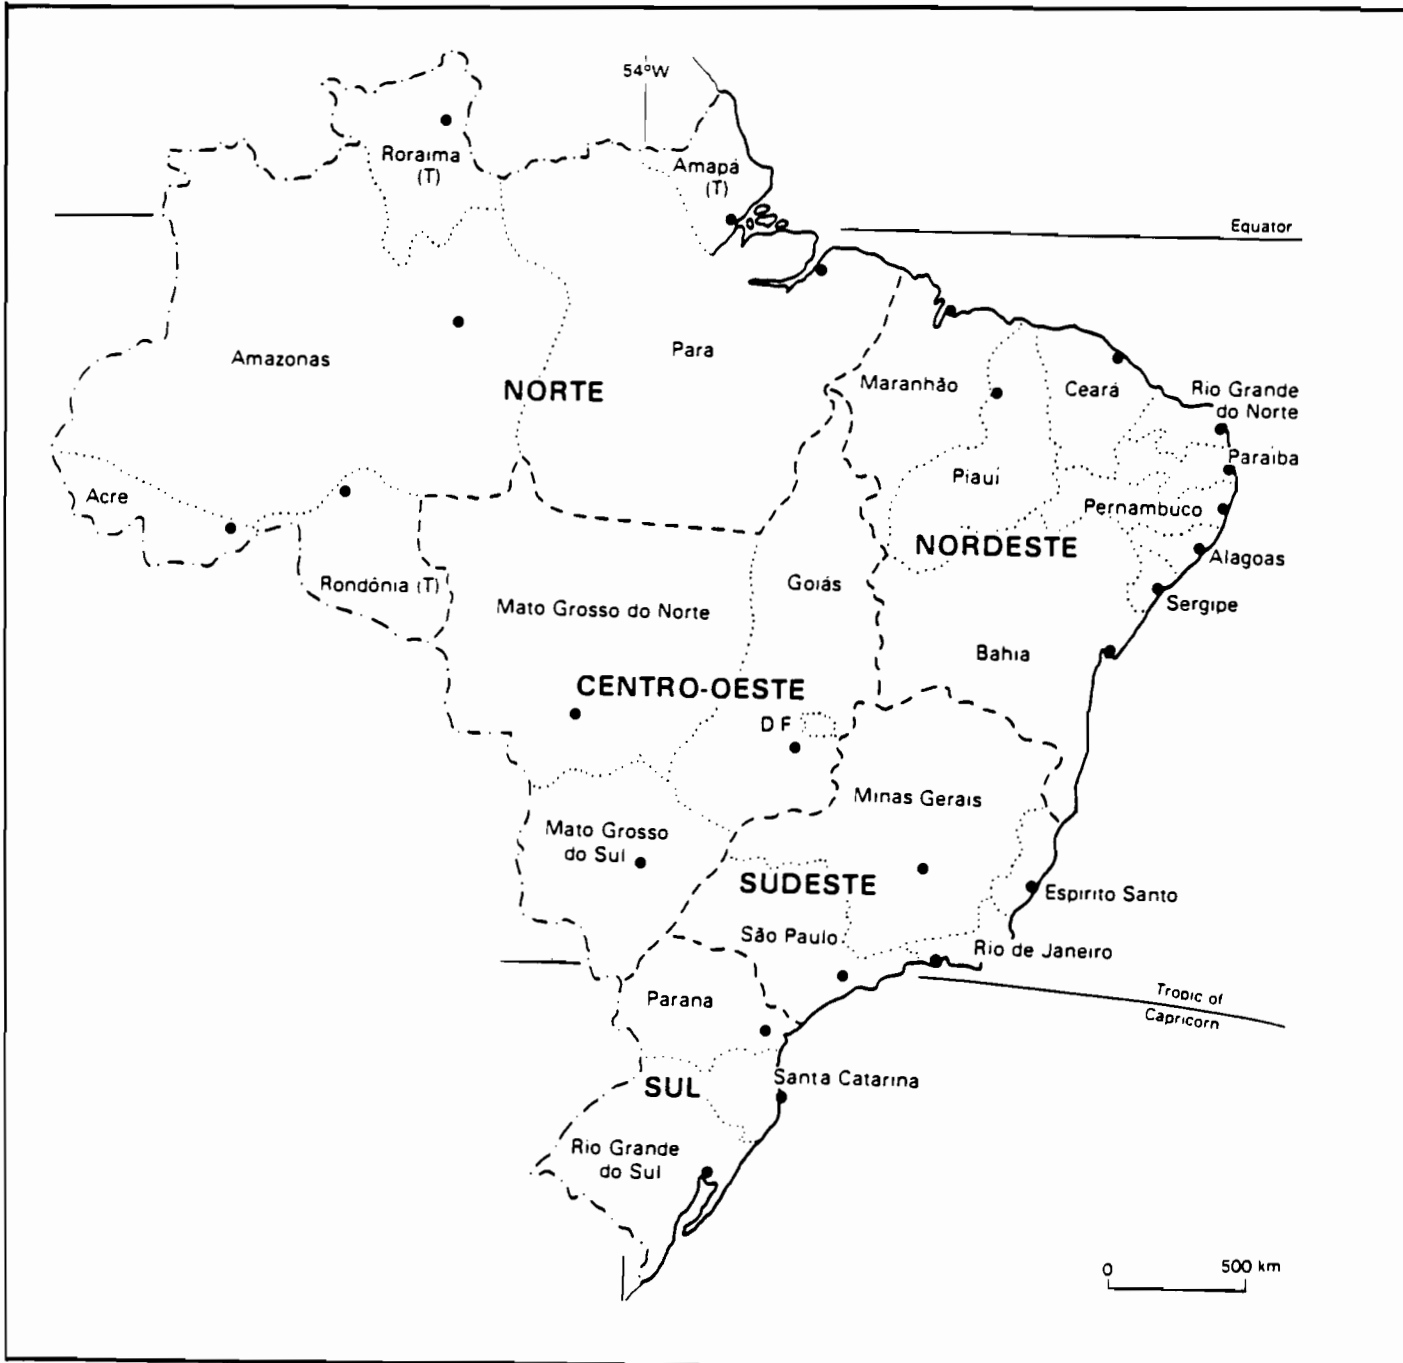 54°W
Roraima
(T)
Amapá
(T)
Equator
Amazonas
Para
NORTE
Maranhão
Ceará
Rio Grande
do Norte
Paraiba
Piauí
Acre
Pernambuco
NORDESTE
Alagoas
Rondônia (T)
Goiás
Mato Grosso do Norte
Sergipe
Bahia
CENTRO-OESTE
D F
Minas Gerais
Mato Grosso
do Sul
SUDESTE
Espirito Santo
São Paulo
Rio de Janeiro
Parana
Tropic of
Capricorn
Santa Catarina
SUL
Rio Grande
do Sul
0 500 km